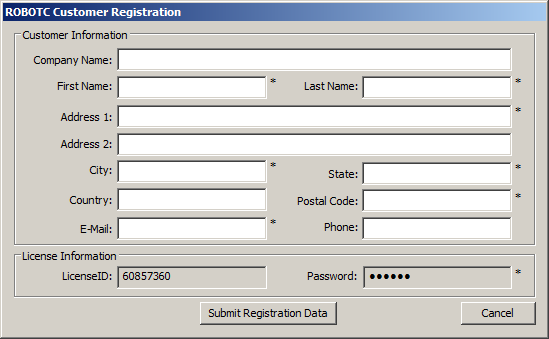 ROBOTC Customer Registration
Customer Information
Company Name:
First Name: * Last Name: *
Address 1: *
Address 2:
City: * State: *
Country: Postal Code: *
E-Mail: * Phone:
License Information
LicenseID: 60857360 Password: ●●●●●● *
Submit Registration Data Cancel